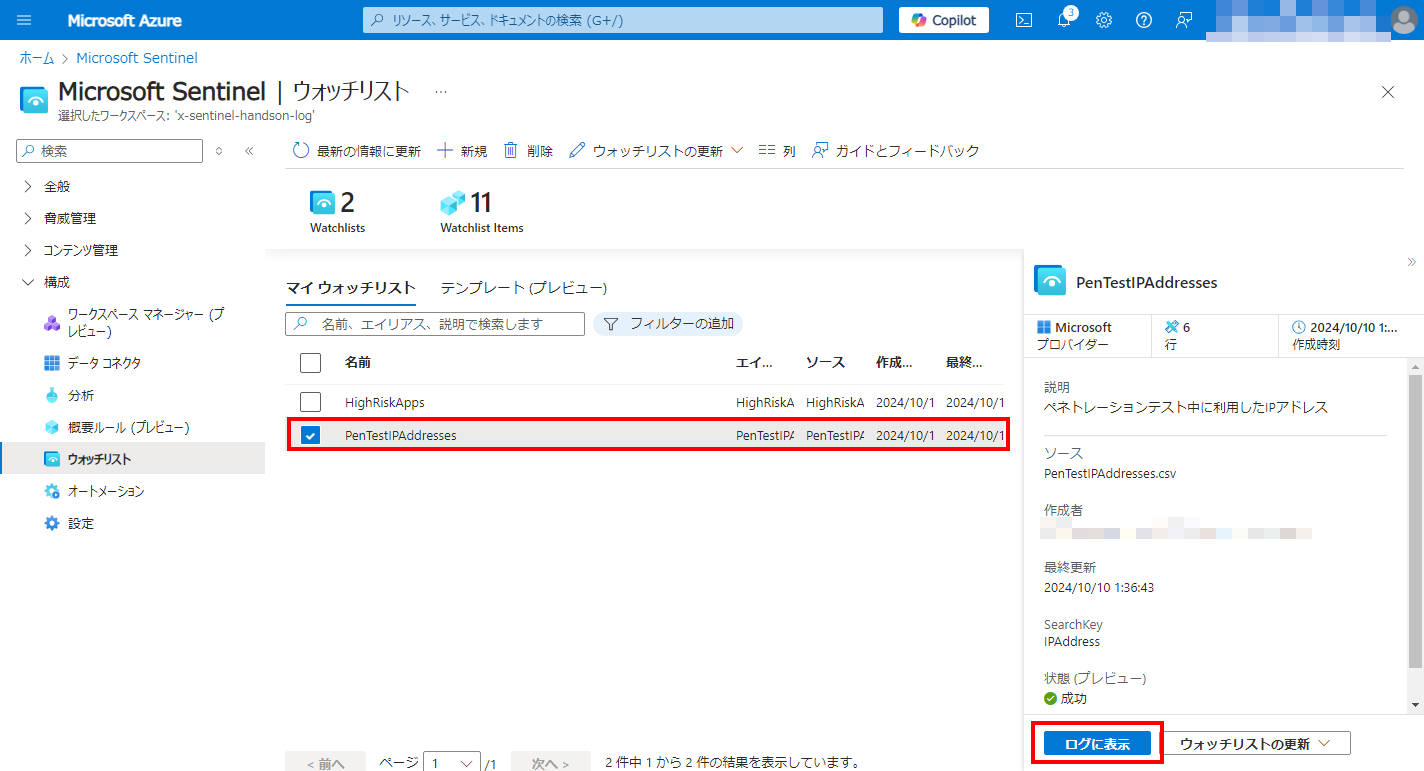 Microsoft Azure
リソース、サービス、ドキュメントの検索 (G+/)
Copilot
3
ホーム > Microsoft Sentinel
Microsoft Sentinel | ウォッチリスト ...
選択したワークスペース: 'x-sentinel-handson-log'
検索
最新の情報に更新
新規
削除
ウォッチリストの更新
列
ガイドとフィードバック
全般
脅威管理
コンテンツ管理
構成
ワークスペース マネージャー (プ
レビュー)
データ コネクタ
分析
概要ルール (プレビュー)
ウォッチリスト
オートメーション
設定
2
Watchlists
11
Watchlist Items
マイ ウォッチリスト
テンプレート (プレビュー)
名前、エイリアス、説明で検索します
フィルターの追加
名前 エイ... ソース 作成... 最終...
HighRiskApps HighRiskA HighRiskA 2024/10/1 2024/10/1
PenTestIPAddresses PenTestIPA PenTestIPA 2024/10/1 2024/10/1
< 前へ ページ 1 /1 次へ > 2 件中 1 から 2 件の結果を表示しています。
PenTestIPAddresses
Microsoft
プロバイダー
6
行
2024/10/10 1:...
作成時刻
説明
ペネトレーションテスト中に利用したIPアドレス
ソース
PenTestIPAddresses.csv
作成者
最終更新
2024/10/10 1:36:43
SearchKey
IPAddress
状態 (プレビュー)
成功
ログに表示
ウォッチリストの更新